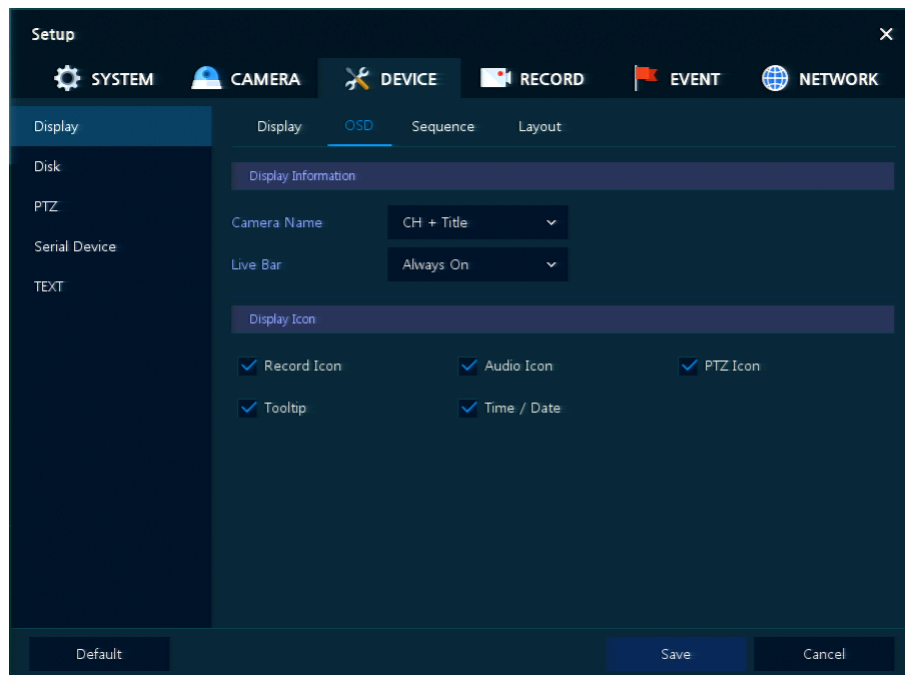 Setup
SYSTEM CAMERA DEVICE RECORD EVENT NETWORK
Display
Disk
PTZ
Serial Device
TEXT
Display OSD Sequence Layout
Display Information
Camera Name CH + Title
Live Bar Always On
Display Icon
Record Icon Audio Icon PTZ Icon
Tooltip Time / Date
Default Save Cancel